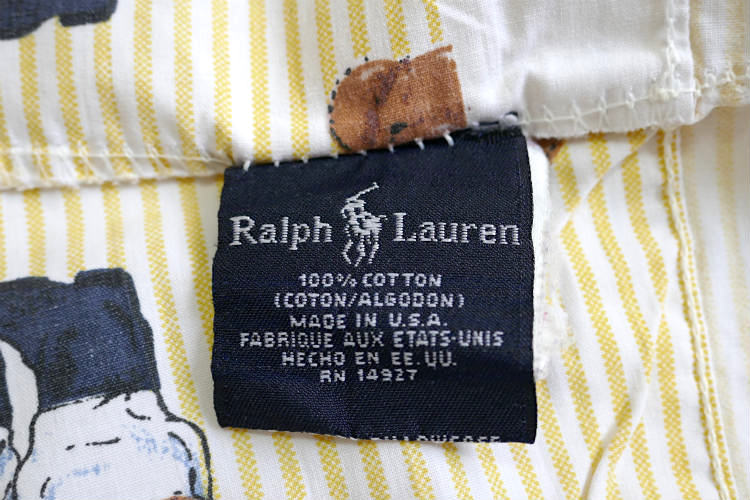 Ralph Lauren
100% COTTON
(COTON/ALGODON)
MADE IN U.S.A.
FABRIQUE AUX ETATS-UNIS
HECHO EN EE.UU.
RN 14927